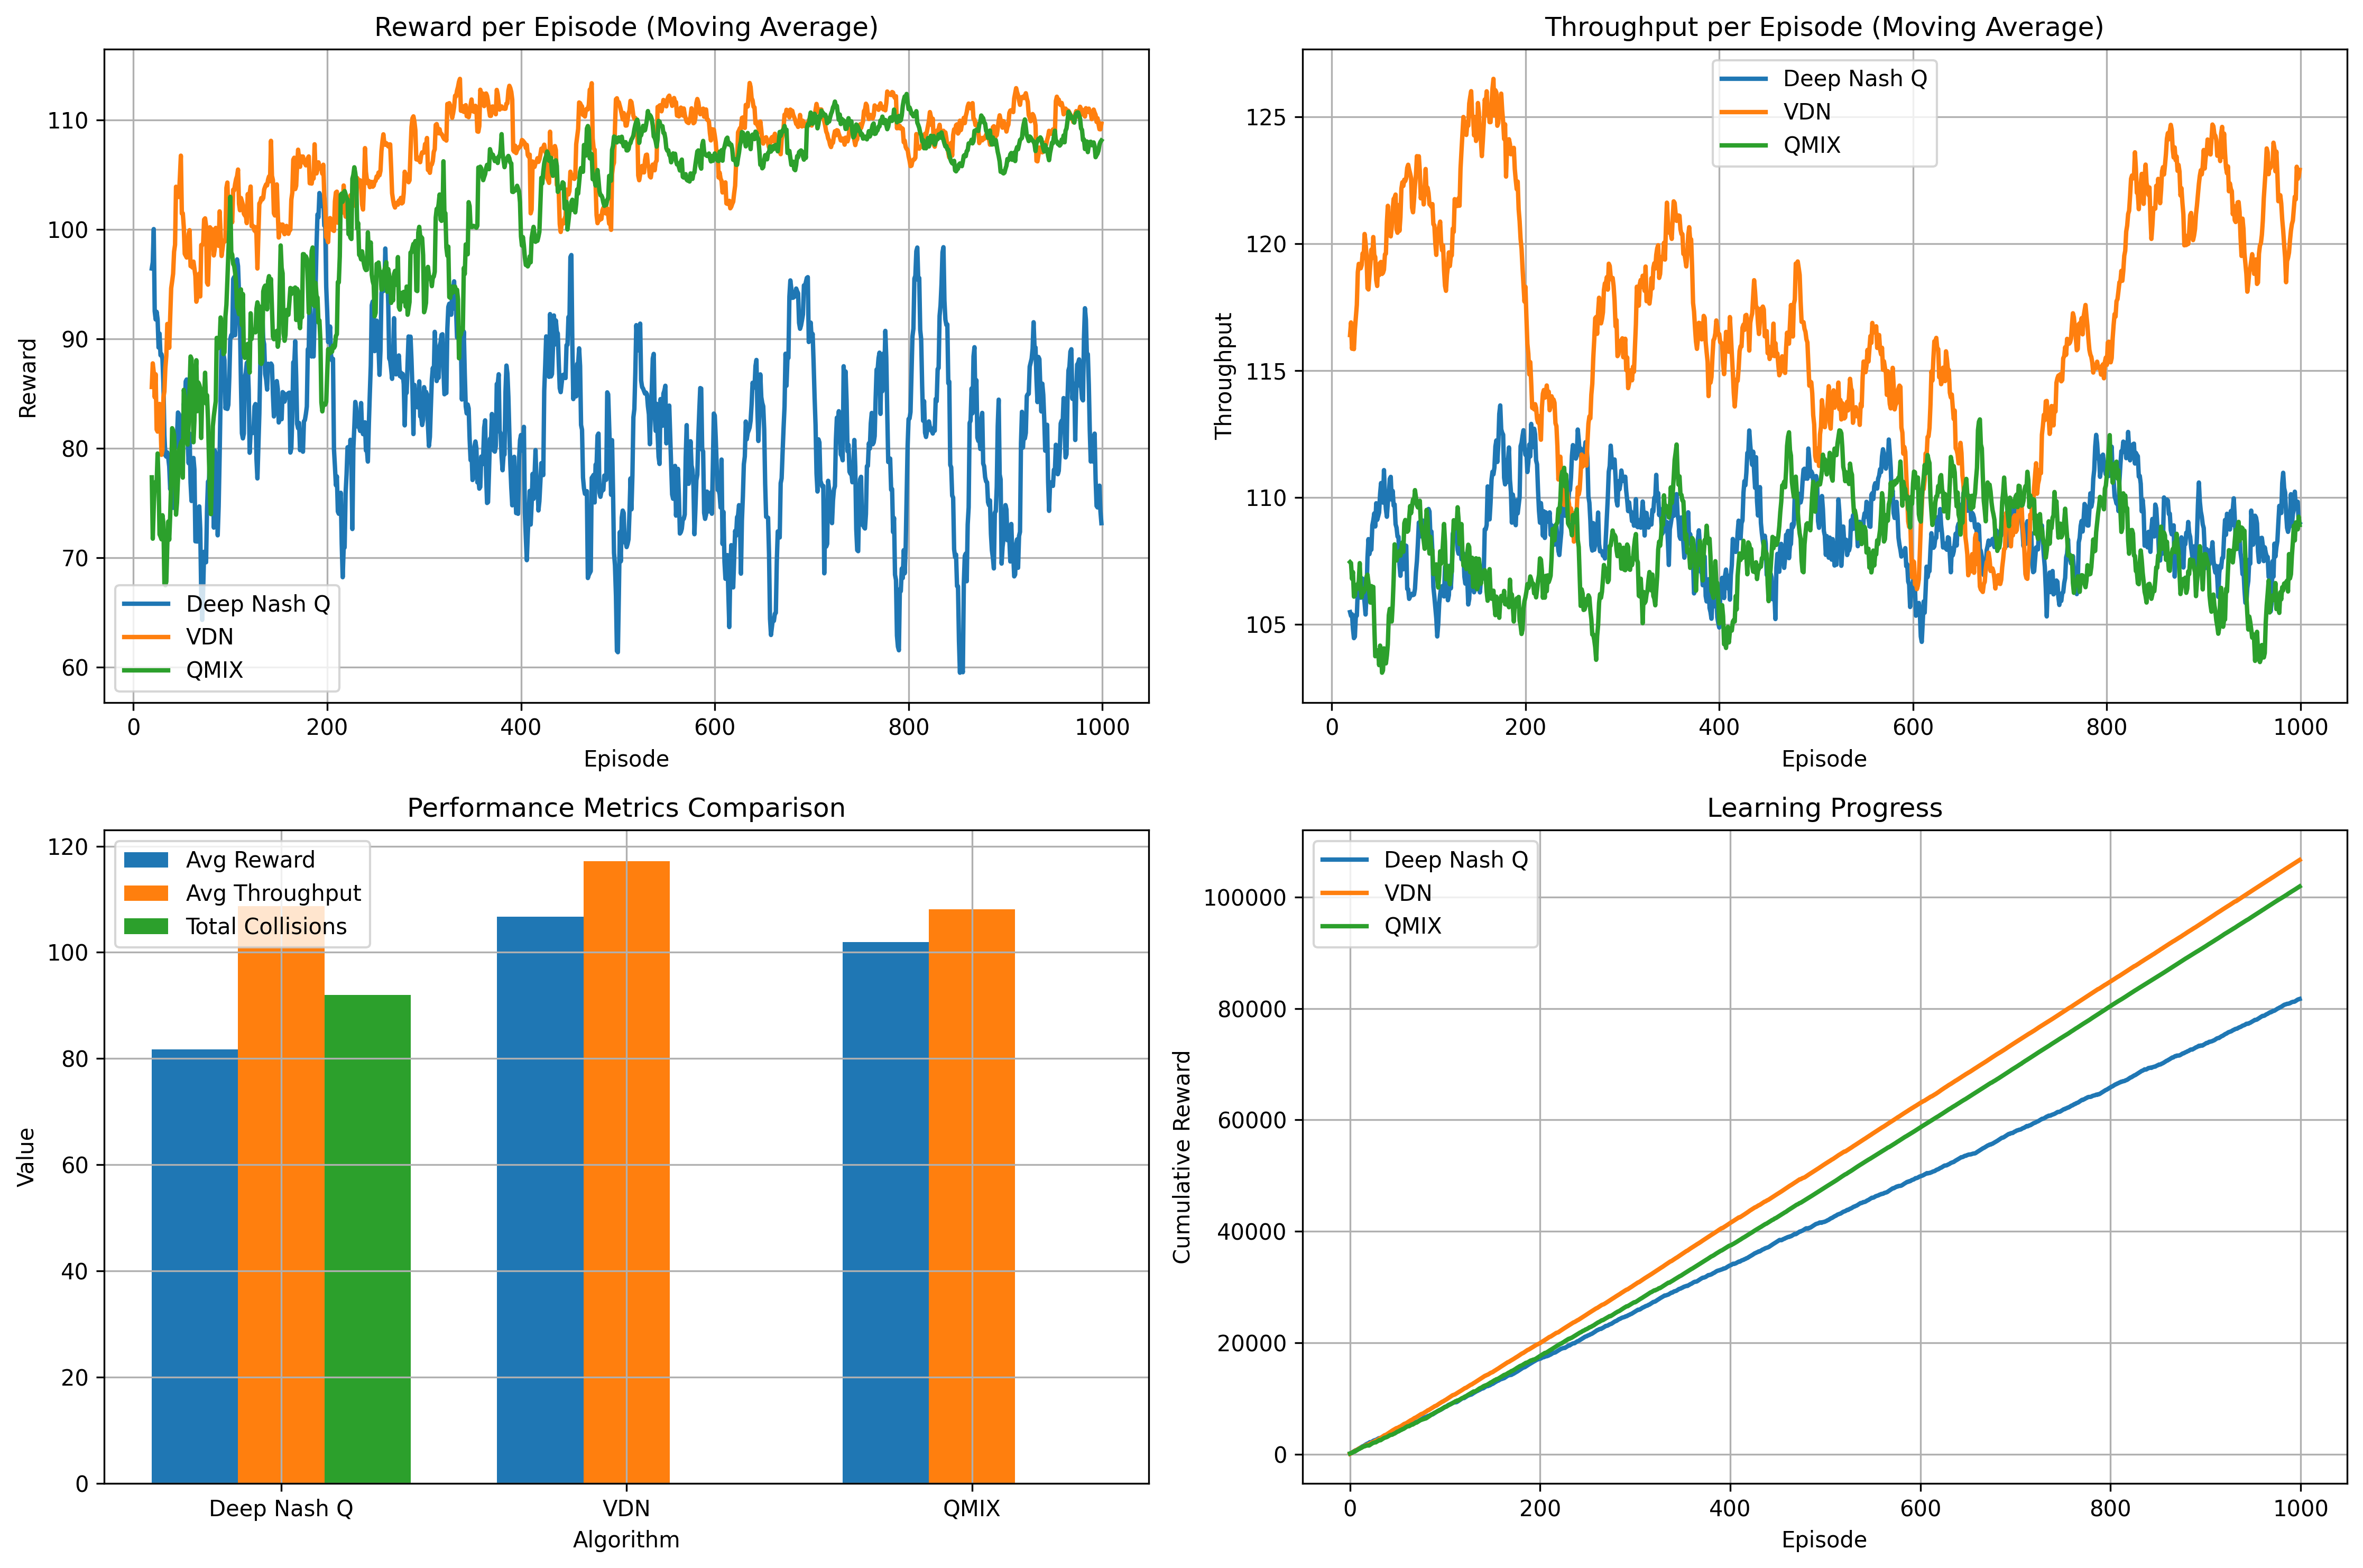 Reward per Episode (Moving Average)
Reward
110
100
90
80
70
60
Deep Nash Q
VDN
QMIX
0 200 400 600 800 1000
Episode
Throughput per Episode (Moving Average)
Throughput
125
120
115
110
105
Deep Nash Q
VDN
QMIX
0 200 400 600 800 1000
Episode
Performance Metrics Comparison
Value
120
100
80
60
40
20
0
Avg Reward
Avg Throughput
Total Collisions
Deep Nash Q VDN QMIX
Algorithm
Learning Progress
Cumulative Reward
100000
80000
60000
40000
20000
0
Deep Nash Q
VDN
QMIX
0 200 400 600 800 1000
Episode